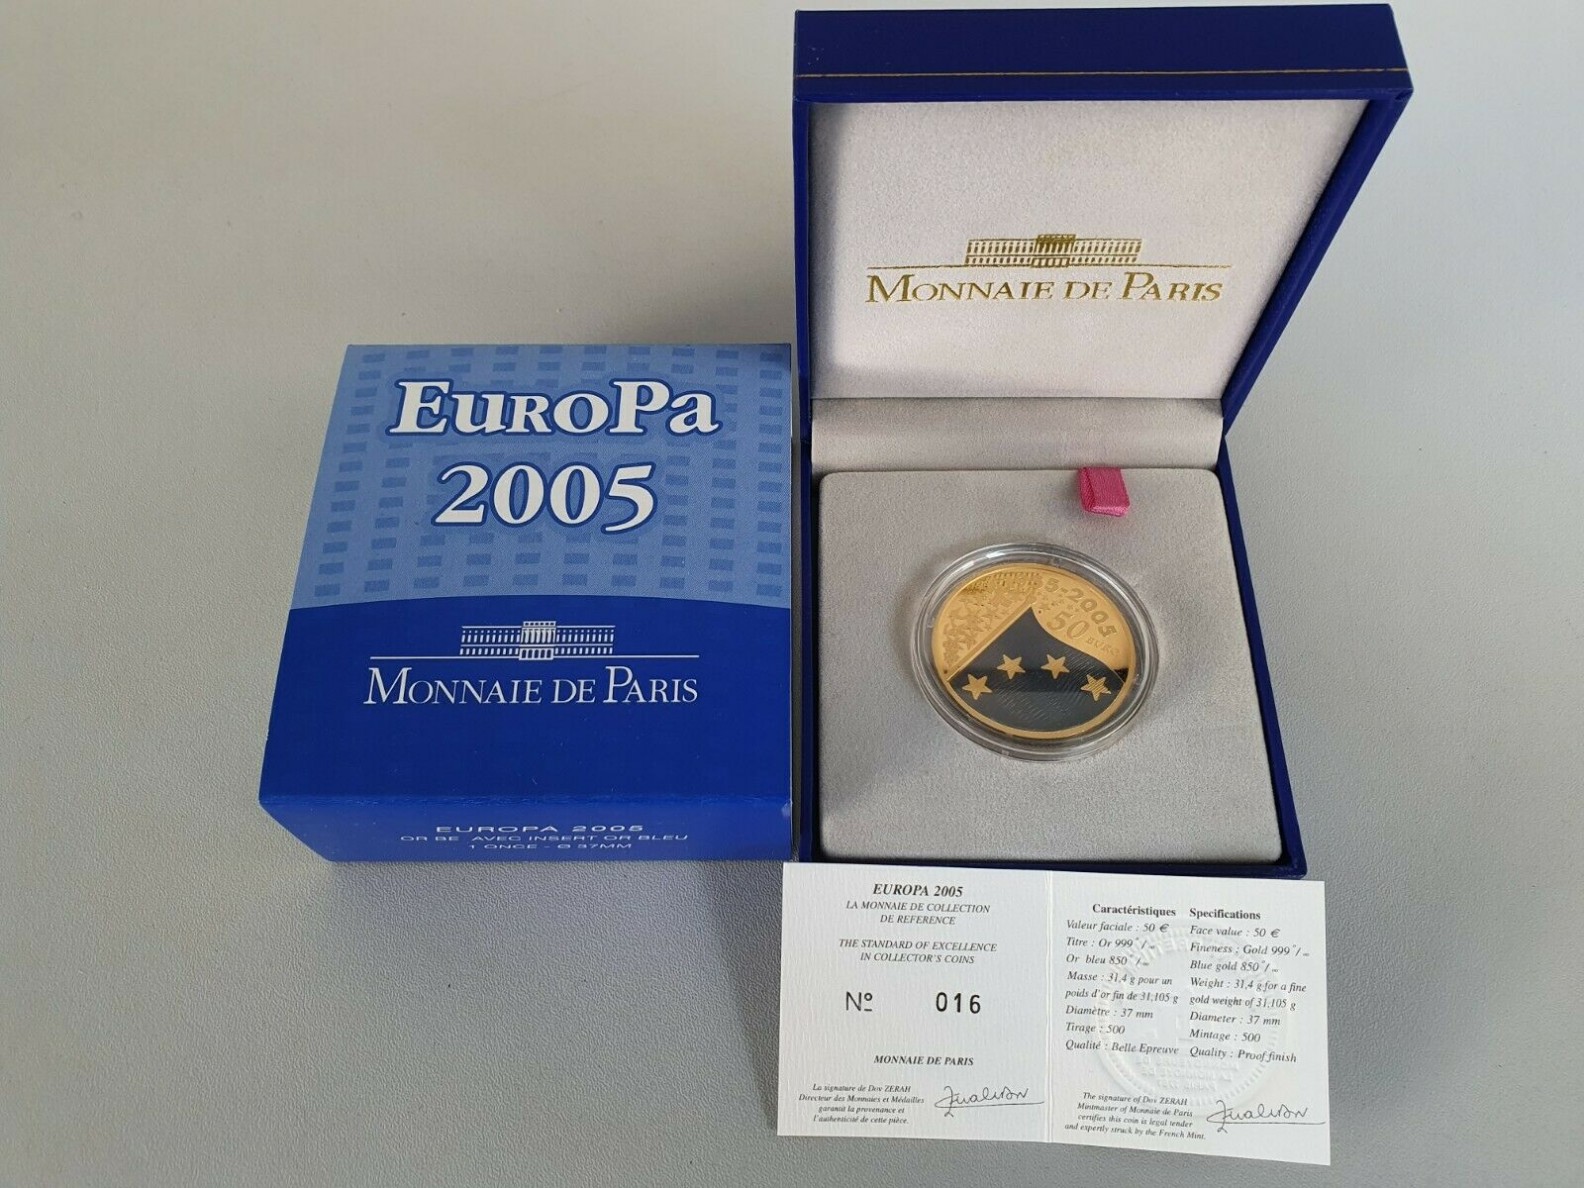 MONNAIE DE PARIS
EUROPA
2005
MONNAIE DE PARIS
EUROPA 2005
OR BE AVEC INSERT OR BLEU
1 ONCE - Ø 37MM
5-2005
50
EURO
EUROPA 2005
LA MONNAIE DE COLLECTION
DE REFERENCE
THE STANDARD OF EXCELLENCE
IN COLLECTOR'S COINS
Nº 016
MONNAIE DE PARIS
La signature de Dov ZERAH
Directeur des Monnaies et Médailles
garantit la provenance et
l'authenticité de cette pièce.
Caractéristiques
Valeur faciale : 50 €
Titre : Or 999 °/...
Or bleu 850 °/...
Masse : 31,4 g pour un
poids d'or fin de 31,105 g
Diamètre : 37 mm
Tirage : 500
Qualité : Belle Epreuve
Specifications
Face value : 50 €
Fineness : Gold 999 °/...
Blue gold 850 °/...
Weight : 31,4 g for a fine
gold weight of 31,105 g
Diameter : 37 mm
Mintage : 500
Quality : Proof finish
The signature of Dov ZERAH
Mintmaster of Monnaie de Paris
certifies this coin is legal tender
and expertly struck by the French Mint.